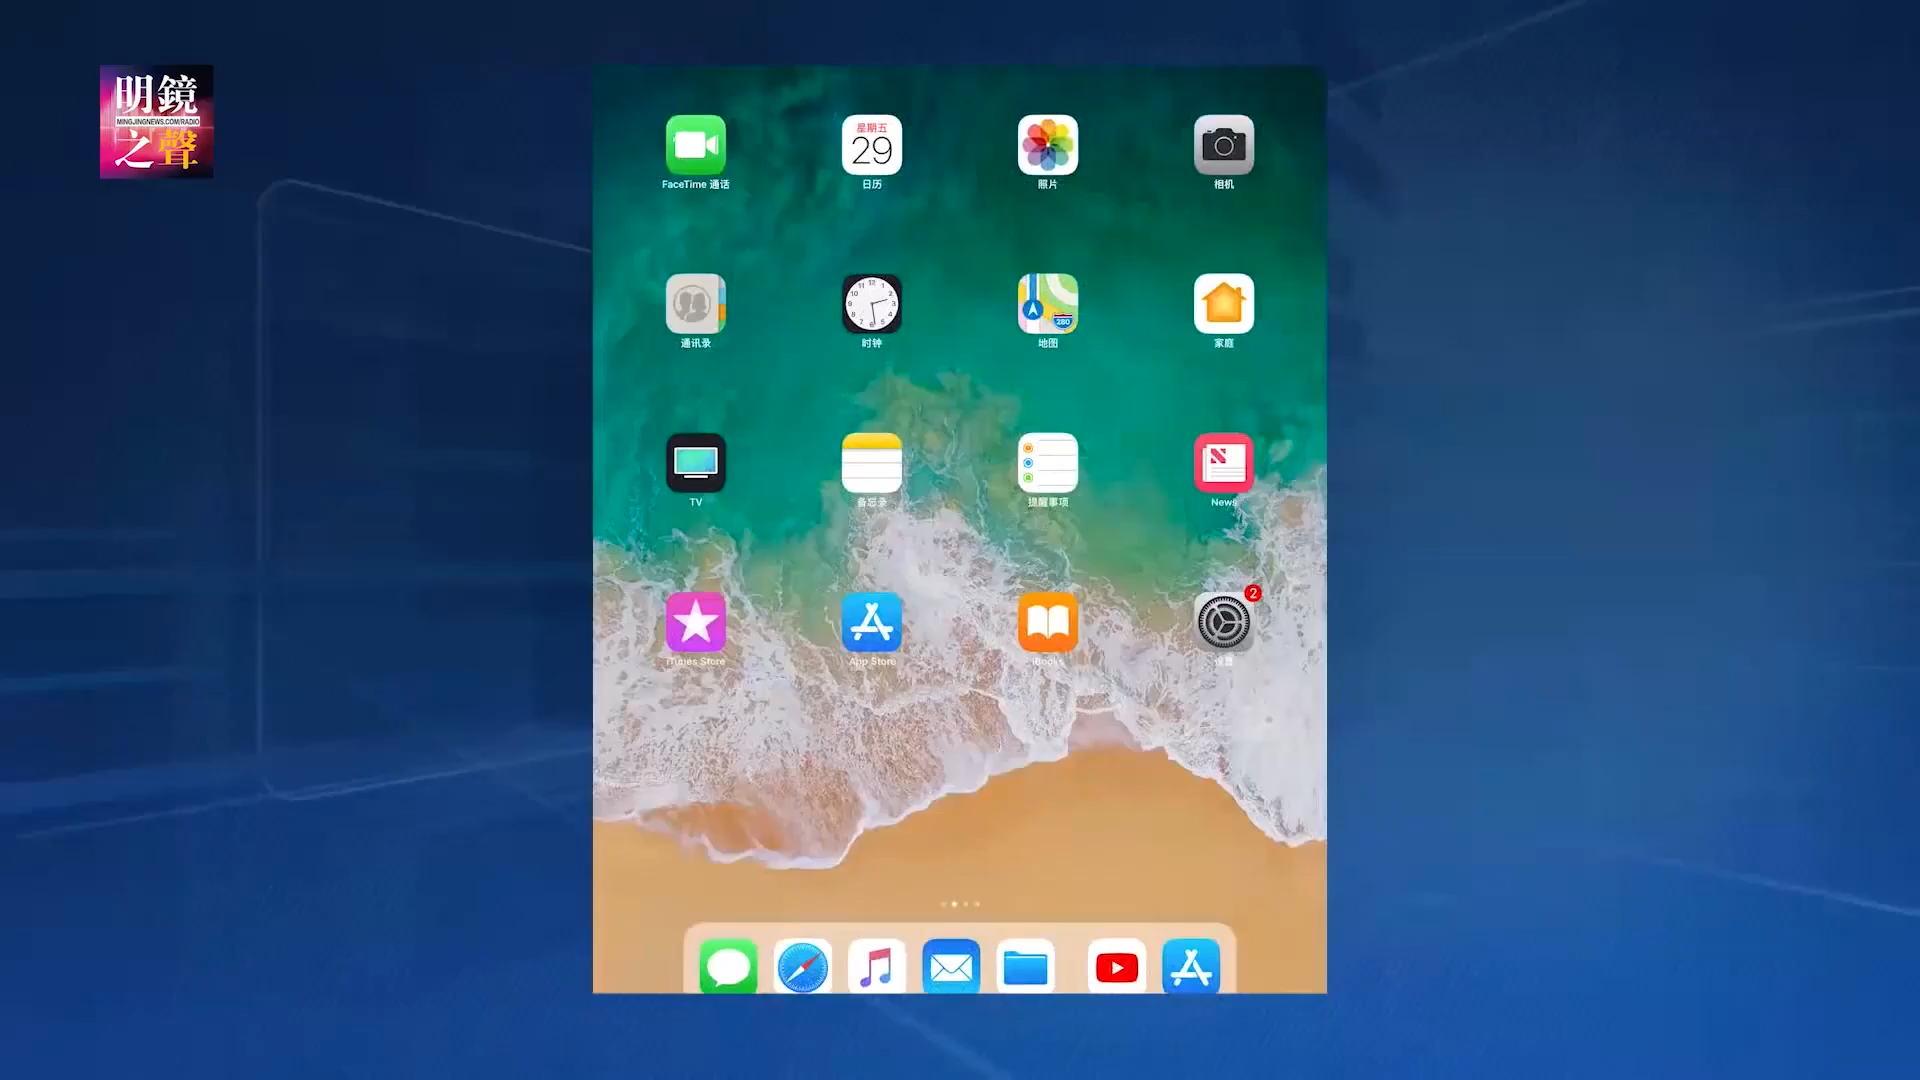 明鏡
MINGJINGNEWS.COM/RADIO
之聲
星期五
29
FaceTime 通话
日历
照片
相机
280
通讯录
时钟
地图
家庭
TV
备忘录
提醒事项
News
2
iTunes Store
App Store
iBooks
设置